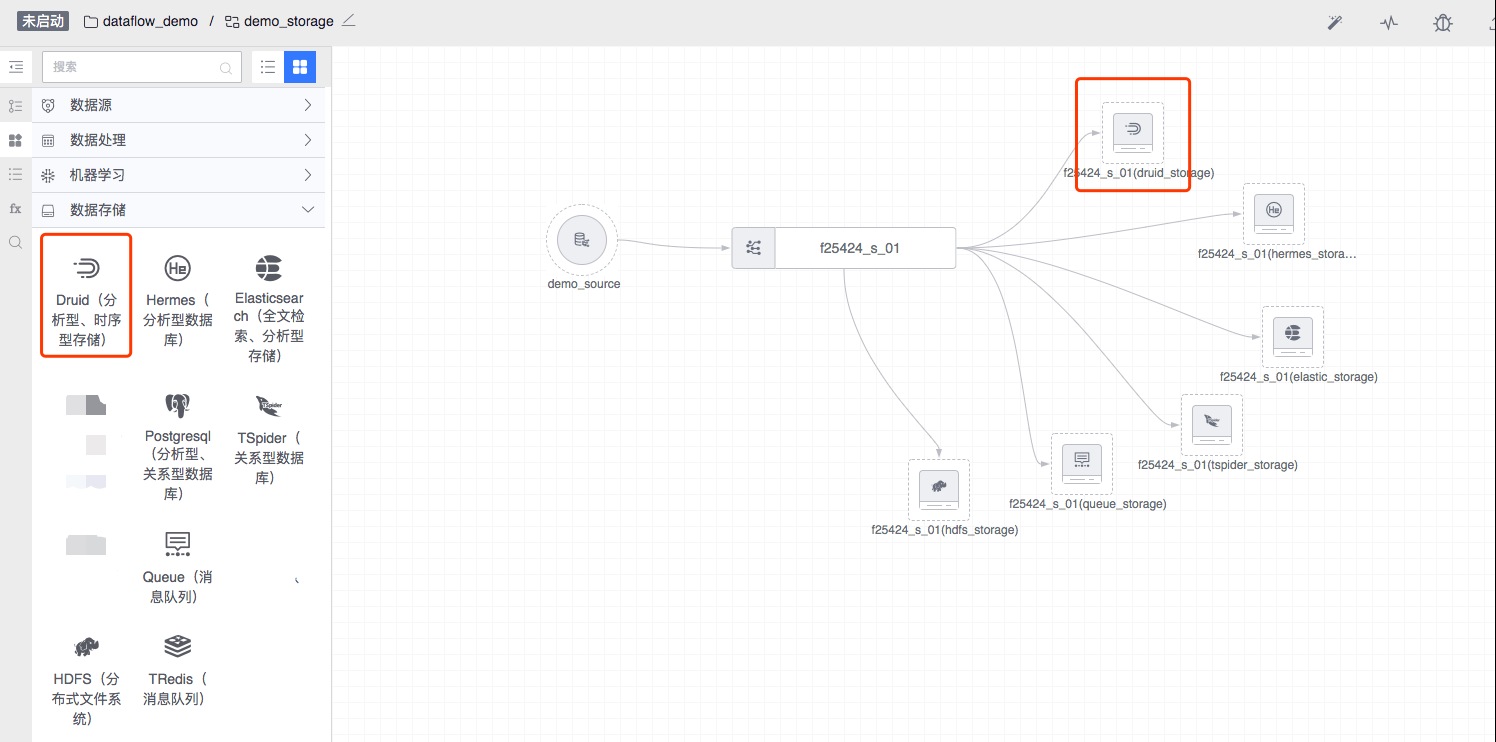 未启动 dataflow_demo / demo_storage
搜索
数据源
数据处理
机器学习
fx
数据存储
Druid（分
析型、时序
型存储）
Hermes（
分析型数据
库）
Elasticsear
ch（全文检
索、分析型
存储）
Postgresql
（分析型、
关系型数据
库）
TSpider
TSpider（
关系型数据
库）
Queue（消
息队列）
HDFS（分
布式文件系
统）
TRedis（
消息队列）
demo_source
f25424_s_01
f25424_s_01(druid_storage)
He
f25424_s_01(hermes_stora...
f25424_s_01(elastic_storage)
f25424_s_01(tspider_storage)
f25424_s_01(queue_storage)
f25424_s_01(hdfs_storage)